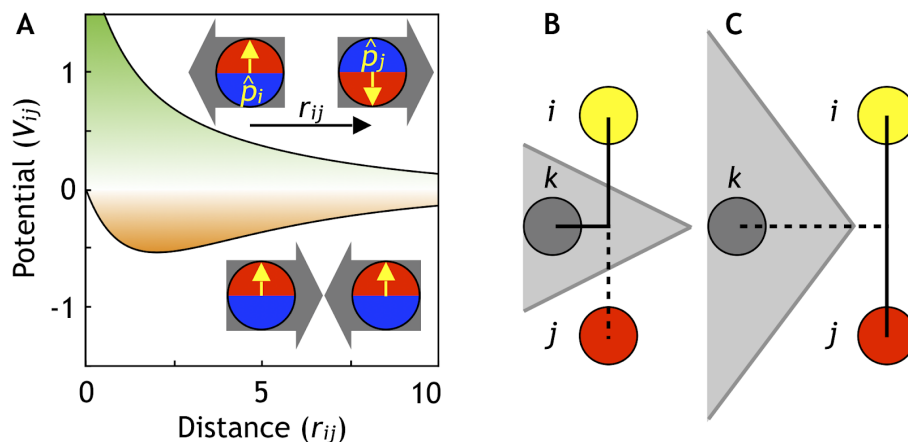 A
B
C
1
0
-1
Potential (Vij)
p̂i
p̂j
rij
0
5
10
Distance (rij)
i
k
j
i
k
j